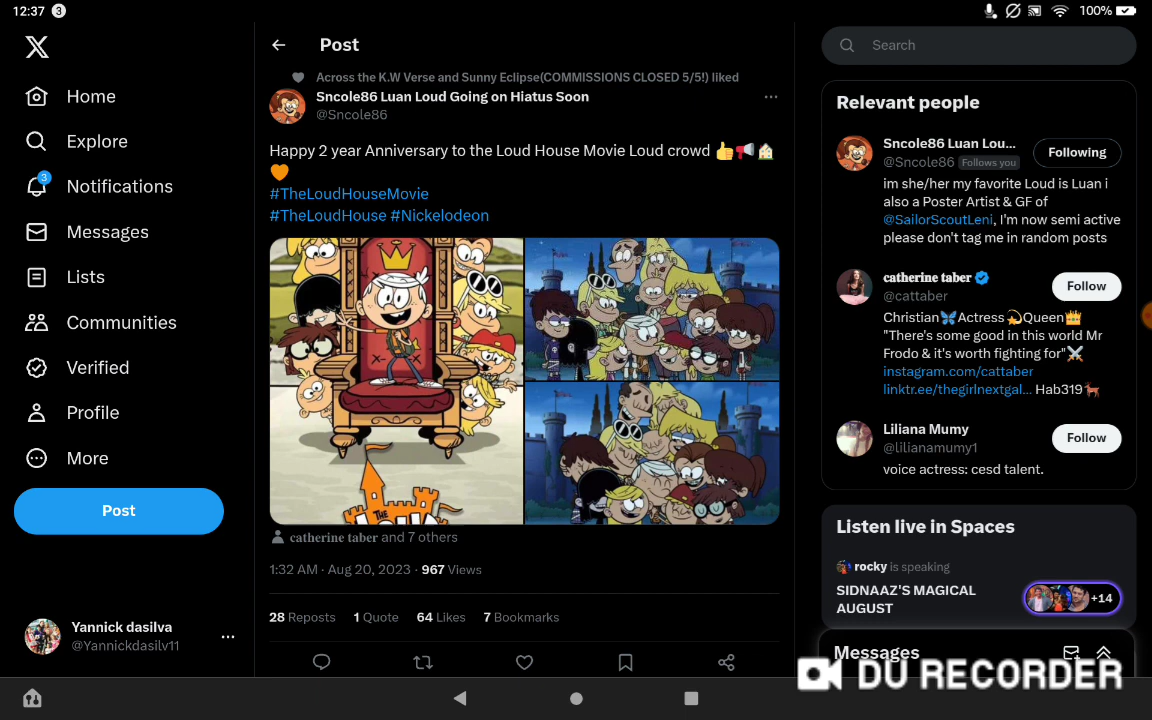 12:37 3
100%
Home
Explore
3
Notifications
Messages
Lists
Communities
Verified
Profile
More
Post
Yannick dasilva
@Yannickdasilv11
Post
Across the K.W Verse and Sunny Eclipse(COMMISSIONS CLOSED 5/5!) liked
Sncole86 Luan Loud Going on Hiatus Soon
@Sncole86
Happy 2 year Anniversary to the Loud House Movie Loud crowd 👍📢🏠
🧡
#TheLoudHouseMovie
#TheLoudHouse #Nickelodeon
THE
catherine taber and 7 others
1:32 AM · Aug 20, 2023 · 967 Views
28 Reposts 1 Quote 64 Likes 7 Bookmarks
Search
Relevant people
Sncole86 Luan Lou...
@Sncole86 Follows you
Following
im she/her my favorite Loud is Luan i
also a Poster Artist & GF of
@SailorScoutLeni, I'm now semi active
please don't tag me in random posts
catherine taber
@cattaber
Follow
Christian🦋Actress💫Queen👑
"There's some good in this world Mr
Frodo & it's worth fighting for"⚔️
instagram.com/cattaber
linktr.ee/thegirlnextgal... Hab319🦌
Liliana Mumy
@lilianamumy1
Follow
voice actress: cesd talent.
Listen live in Spaces
rocky is speaking
SIDNAAZ'S MAGICAL
AUGUST
+14
Messages
DU RECORDER